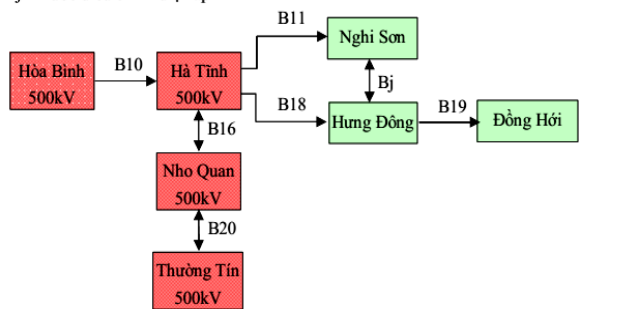 B11
Nghi Sơn
Hòa Bình
500kV
B10
Hà Tĩnh
500kV
Bj
B18
Hưng Đông
B19
Đồng Hới
B16
Nho Quan
500kV
B20
Thường Tín
500kV